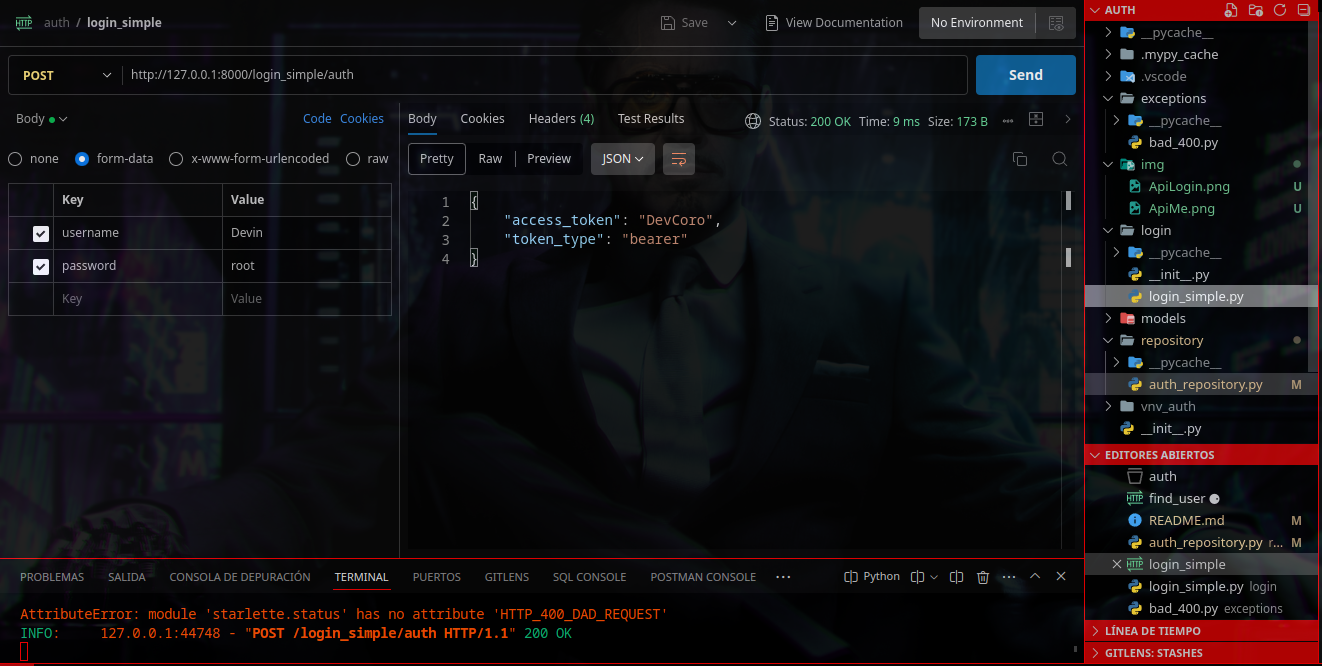 HTTP auth / login_simple
Save
View Documentation
No Environment
POST
http://127.0.0.1:8000/login_simple/auth
Send
Body
Code Cookies
none
form-data
x-www-form-urlencoded
raw
Key Value
username Devin
password root
Key Value
Body Cookies Headers (4) Test Results
Status: 200 OK Time: 9 ms Size: 173 B
Pretty Raw Preview JSON
1 {
2 "access_token": "DevCoro",
3 "token_type": "bearer"
4 }
PROBLEMAS SALIDA CONSOLA DE DEPURACIÓN TERMINAL PUERTOS GITLENS SQL CONSOLE POSTMAN CONSOLE ···
Python
AttributeError: module 'starlette.status' has no attribute 'HTTP_400_DAD_REQUEST'
INFO: 127.0.0.1:44748 - "POST /login_simple/auth HTTP/1.1" 200 OK
AUTH
__pycache__
.mypy_cache
.vscode
exceptions
__pycache__
bad_400.py
img
ApiLogin.png U
ApiMe.png U
login
__pycache__
__init__.py
login_simple.py
models
repository
__pycache__
auth_repository.py M
vnv_auth
__init__.py
EDITORES ABIERTOS
auth
HTTP find_user
README.md M
auth_repository.py r... M
HTTP login_simple
login_simple.py login
bad_400.py exceptions
LÍNEA DE TIEMPO
GITLENS: STASHES